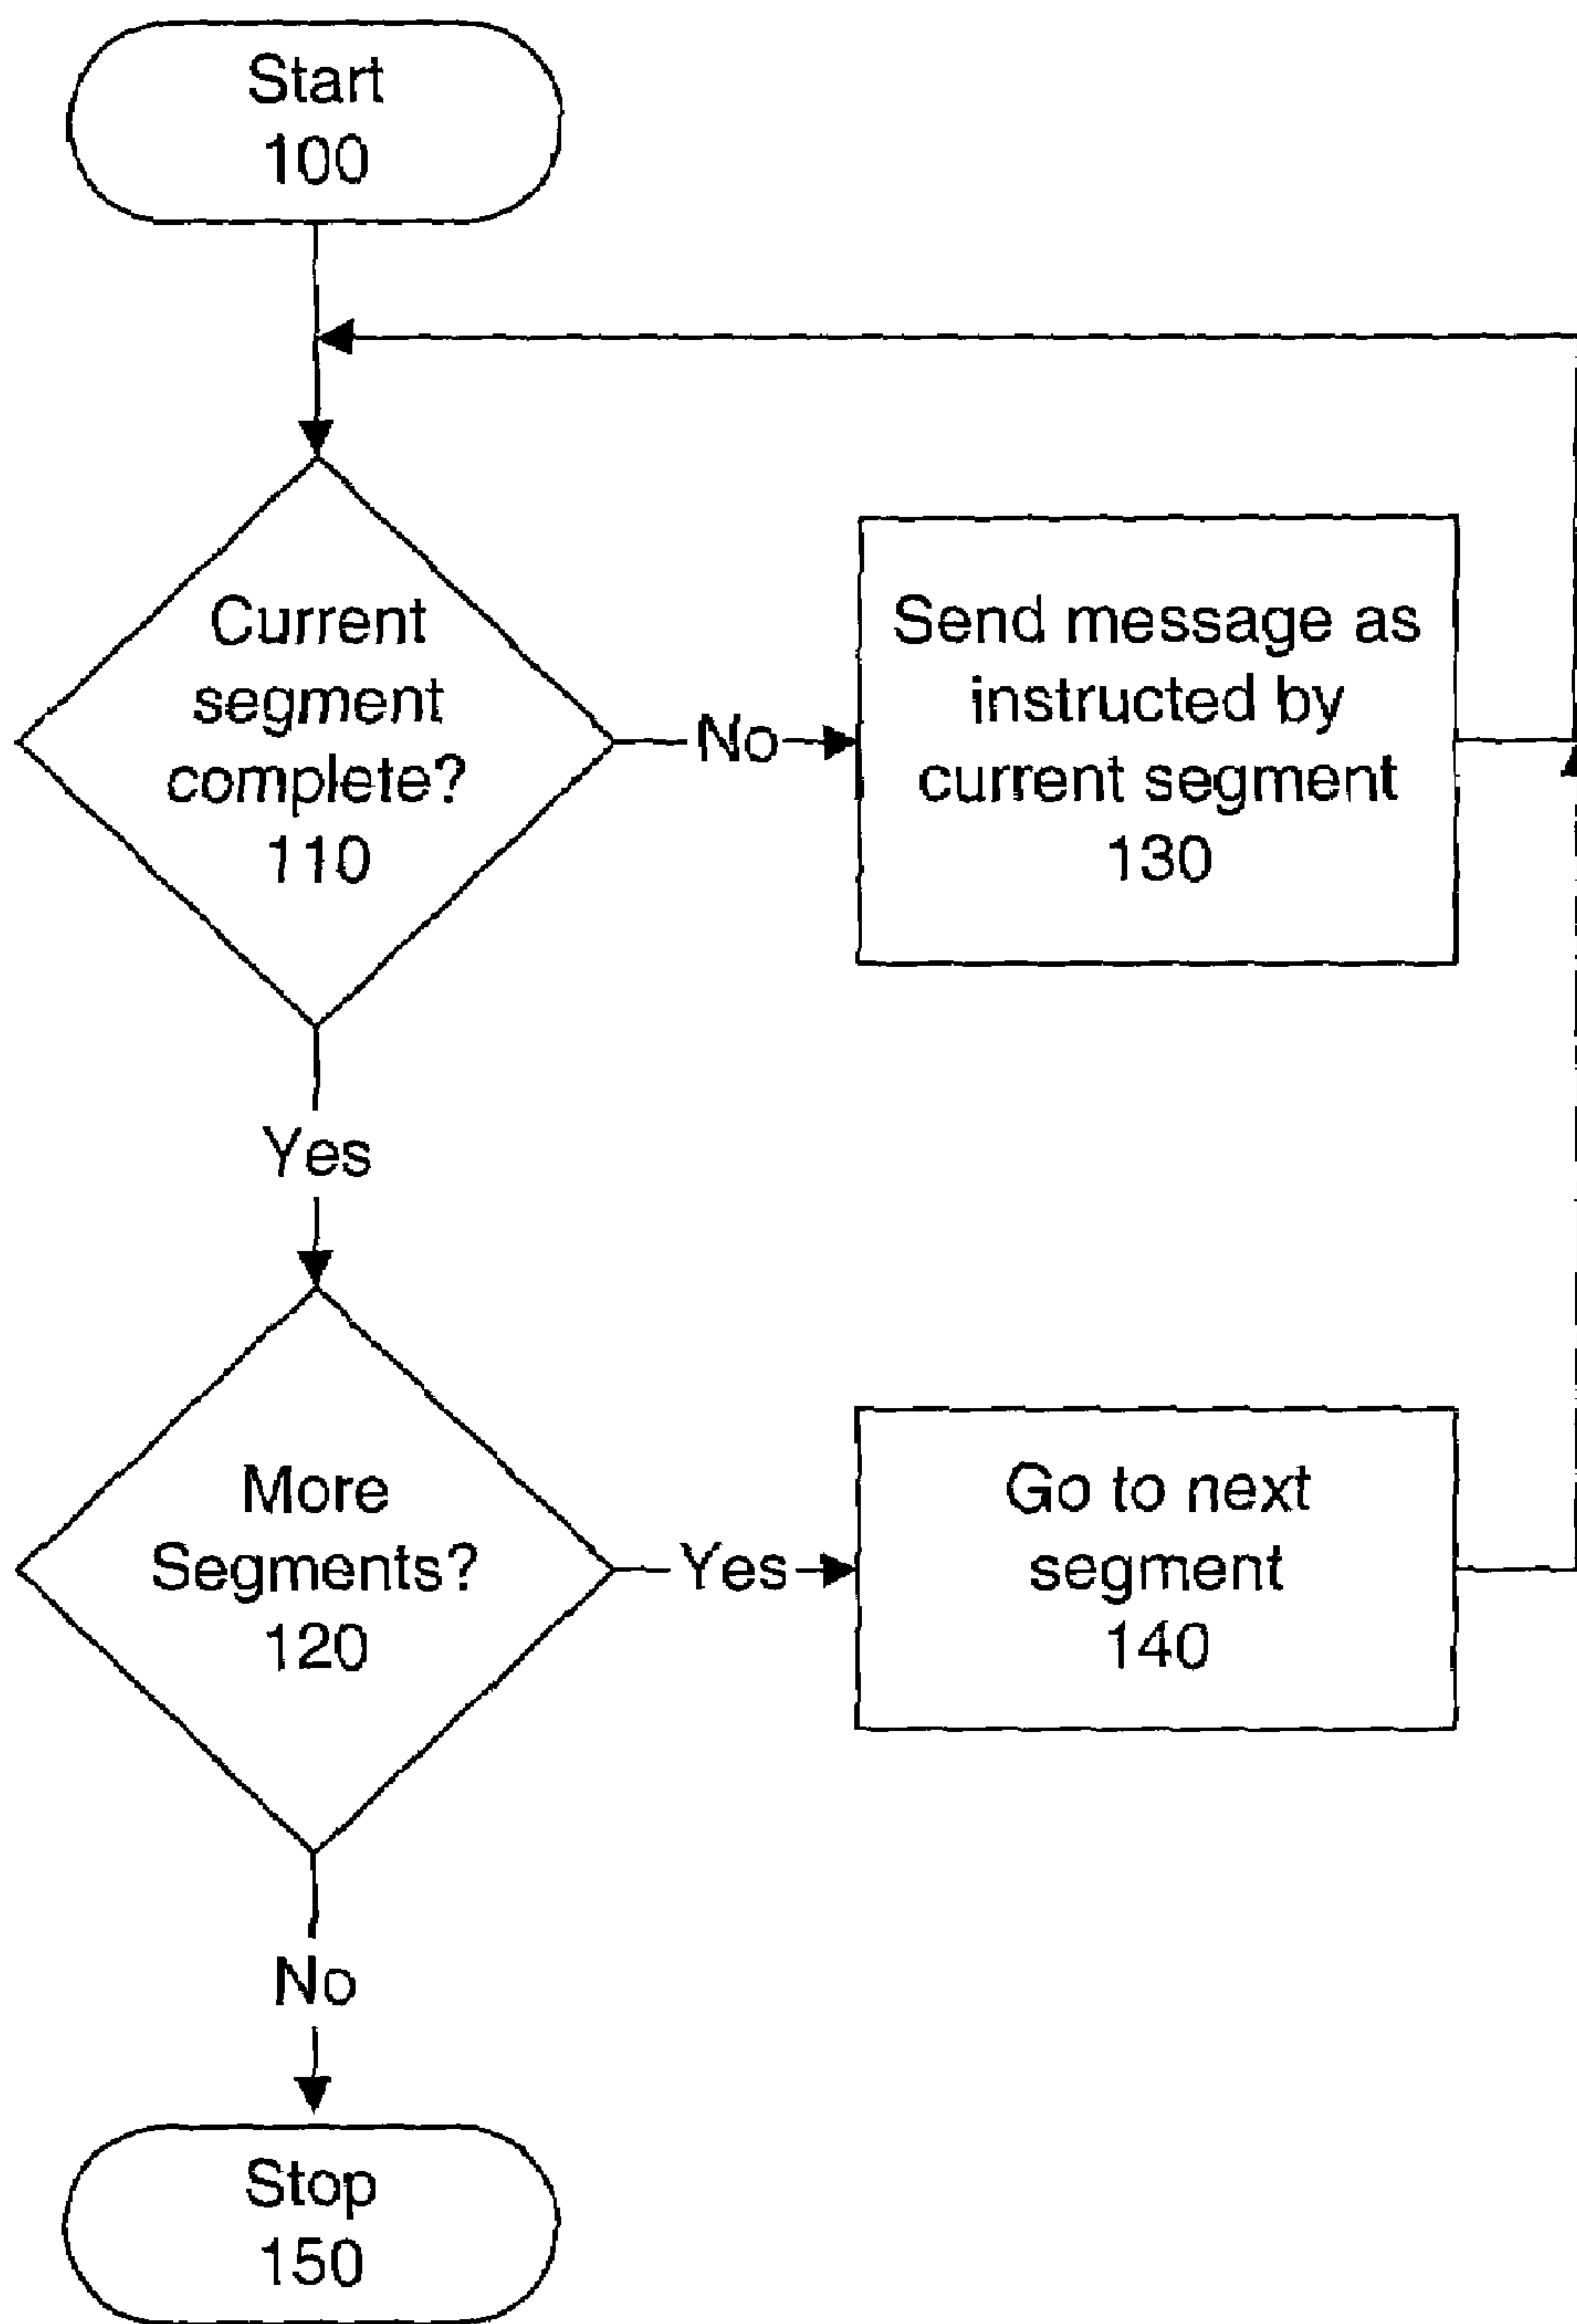 Start
100
Current
segment
complete?
110
No
Send message as
instructed by
current segment
130
Yes
More
Segments?
120
Yes
Go to next
segment
140
No
Stop
150